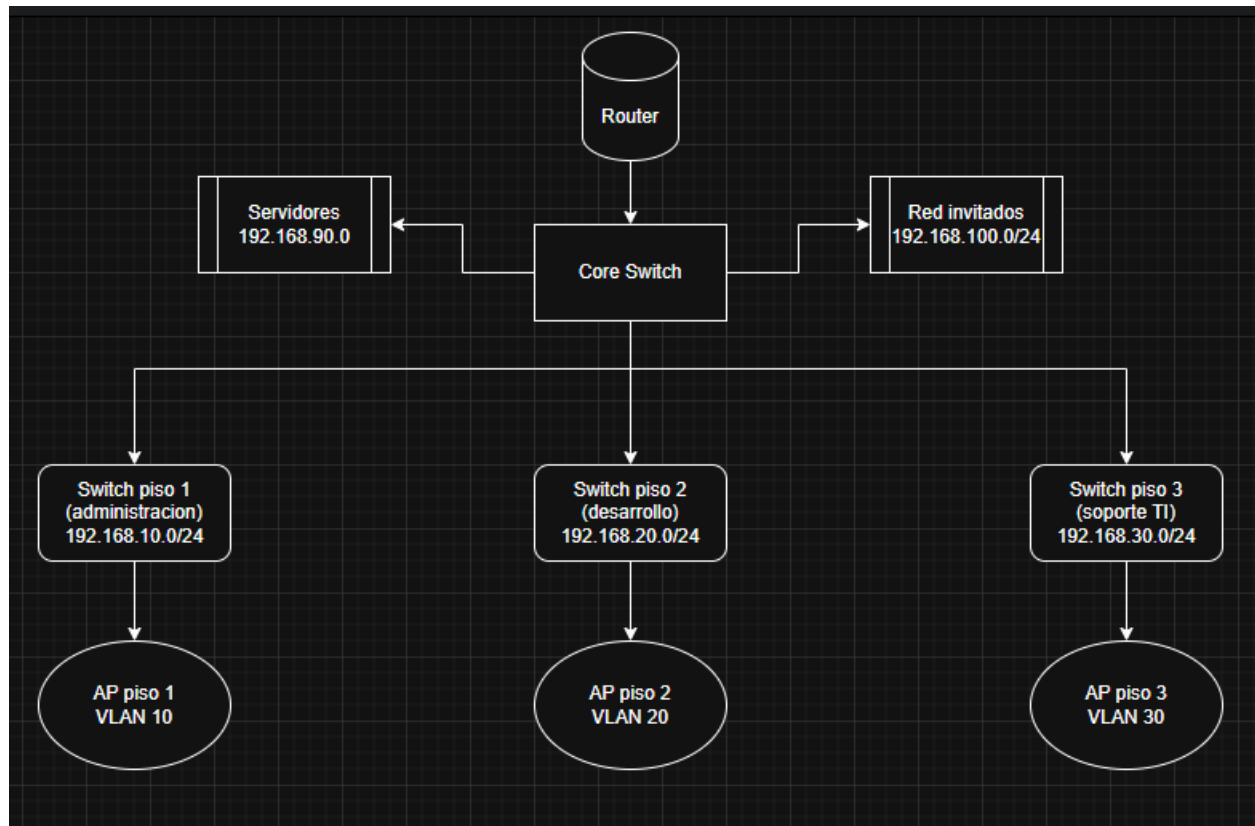 Router
Servidores
192.168.90.0
Red invitados
192.168.100.0/24
Core Switch
Switch piso 1
(administracion)
192.168.10.0/24
Switch piso 2
(desarrollo)
192.168.20.0/24
Switch piso 3
(soporte TI)
192.168.30.0/24
AP piso 1
VLAN 10
AP piso 2
VLAN 20
AP piso 3
VLAN 30